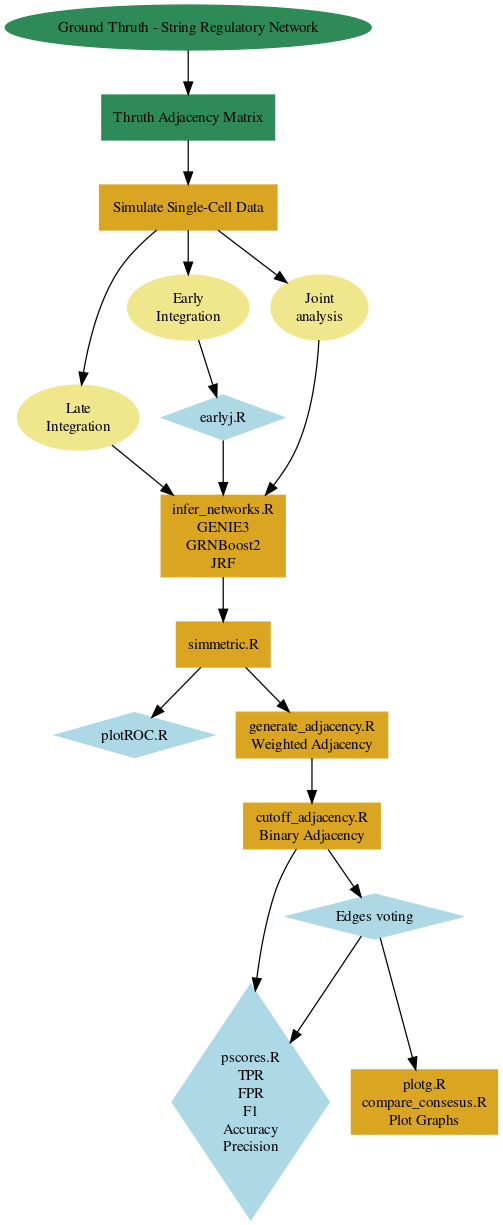 Ground Thruth - String Regulatory Network
Thruth Adjacency Matrix
Simulate Single-Cell Data
Early
Integration
Joint
analysis
Late
Integration
earlyj.R
infer_networks.R
GENIE3
GRNBoost2
JRF
simmetric.R
plotROC.R
generate_adjacency.R
Weighted Adjacency
cutoff_adjacency.R
Binary Adjacency
Edges voting
pscores.R
TPR
FPR
F1
Accuracy
Precision
plotg.R
compare_consesus.R
Plot Graphs